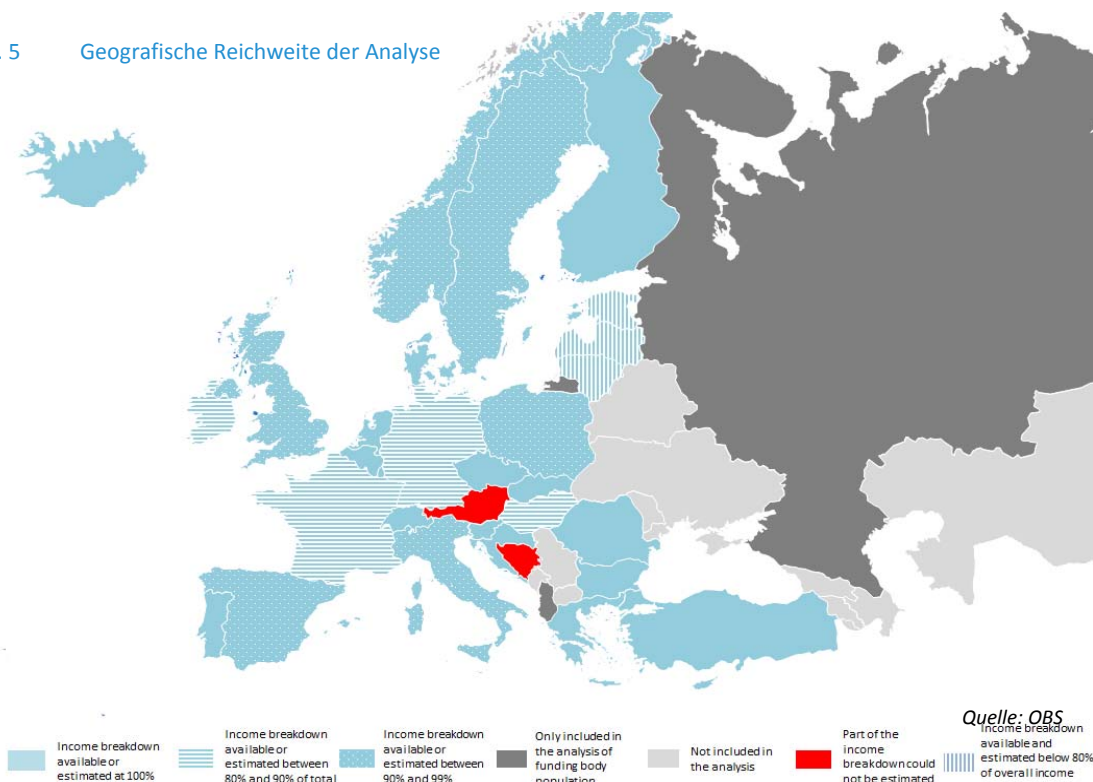 . 5 Geografische Reichweite der Analyse
Quelle: OBS
Income breakdown
available or
estimated at 100%
Income breakdown
available or
estimated between
80% and 90% of total
Income breakdown
available or
estimated between
90% and 99%
Only included in
the analysis of
funding body
population
Not included in
the analysis
Part of the
income
breakdown could
not be estimated
Income breakdown
available and
estimated below 80%
of overall income